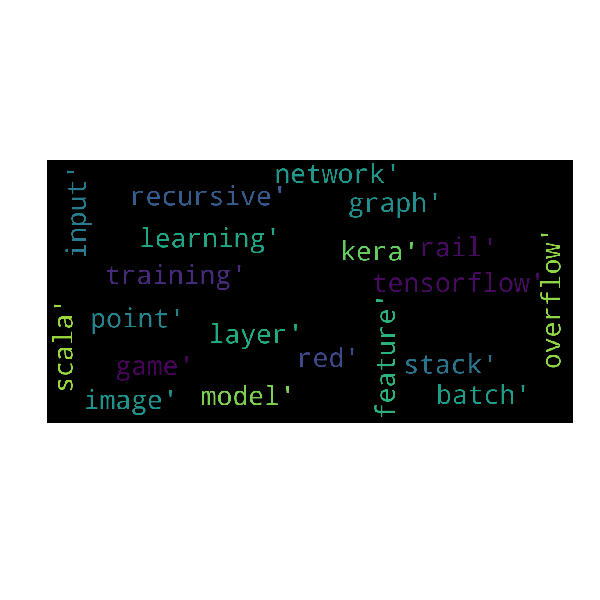 network'
input'
recursive'
graph'
learning'
kera'
rail'
training'
tensorflow'
overflow'
point'
scala'
layer'
feature'
red'
stack'
game'
image'
model'
batch'